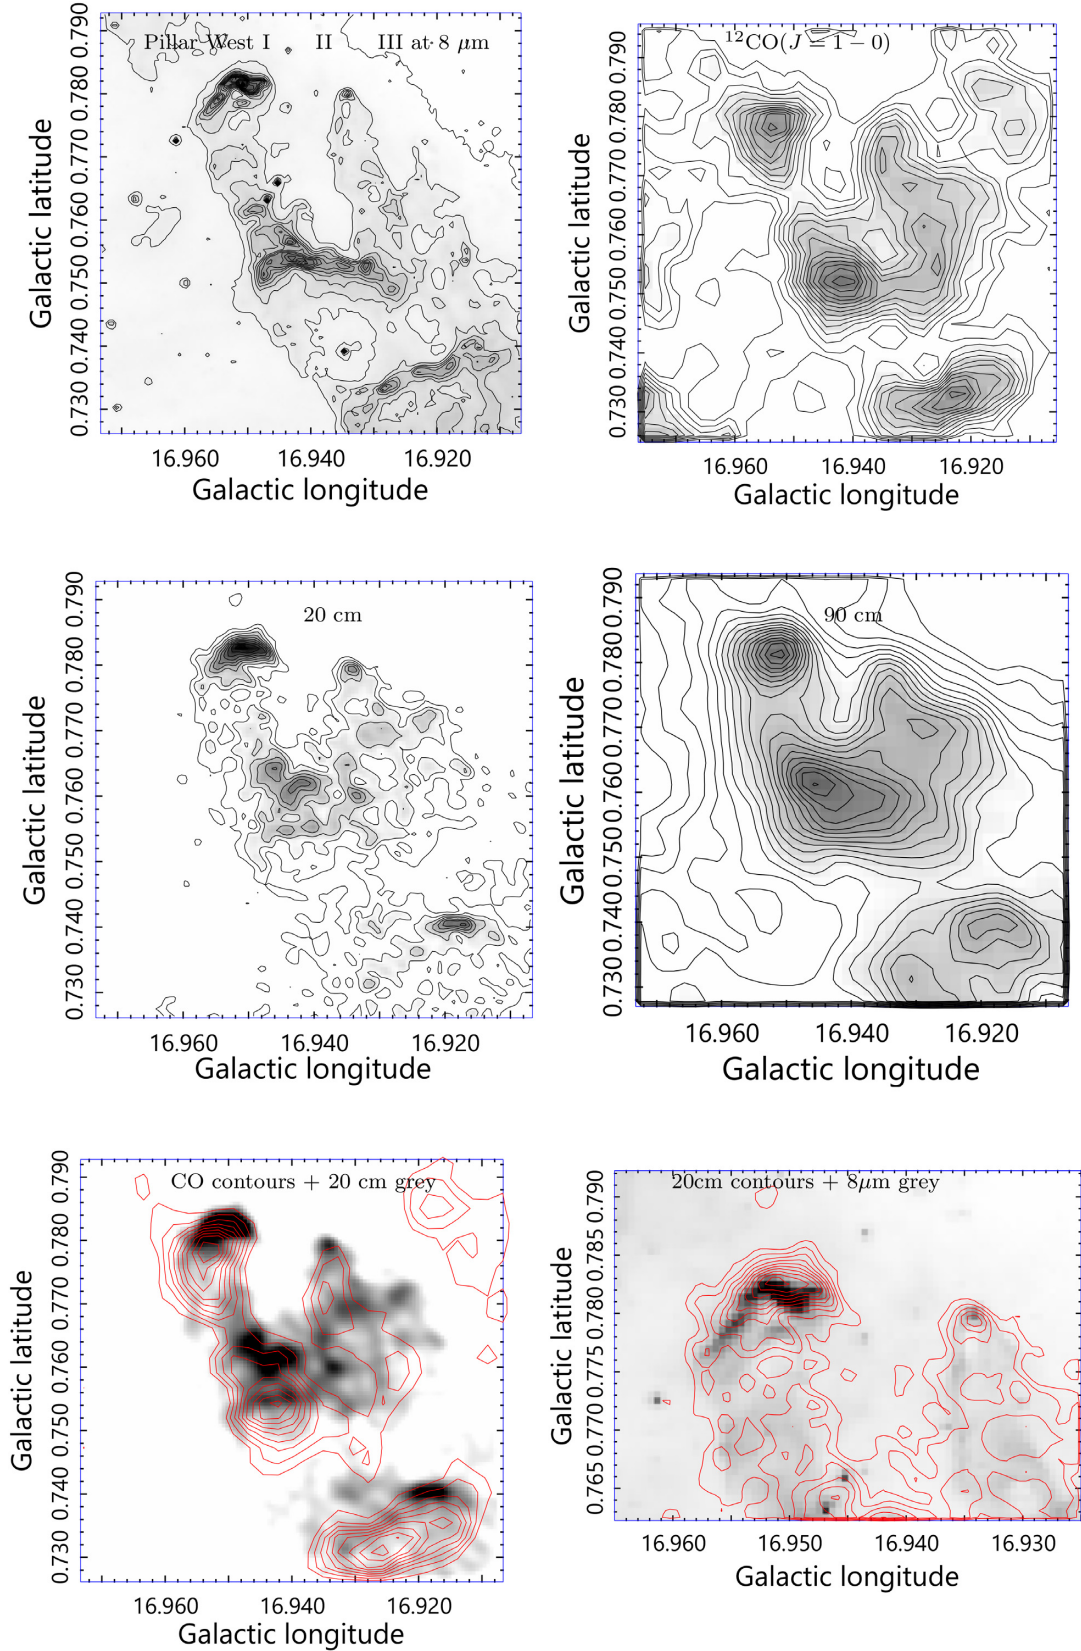 Pillar West I II III at 8 μm
Galactic latitude
0.790
0.780
0.770
0.760
0.750
0.740
0.730
16.960 16.940 16.920
Galactic longitude
¹²CO(J = 1 − 0)
Galactic latitude
0.790
0.780
0.770
0.760
0.750
0.740
0.730
16.960 16.940 16.920
Galactic longitude
20 cm
Galactic latitude
0.790
0.780
0.770
0.760
0.750
0.740
0.730
16.960 16.940 16.920
Galactic longitude
90 cm
Galactic latitude
0.790
0.780
0.770
0.760
0.750
0.740
0.730
16.960 16.940 16.920
Galactic longitude
CO contours + 20 cm grey
Galactic latitude
0.790
0.780
0.770
0.760
0.750
0.740
0.730
16.960 16.940 16.920
Galactic longitude
20cm contours + 8μm grey
Galactic latitude
0.790
0.785
0.780
0.775
0.770
0.765
16.960 16.950 16.940 16.930
Galactic longitude